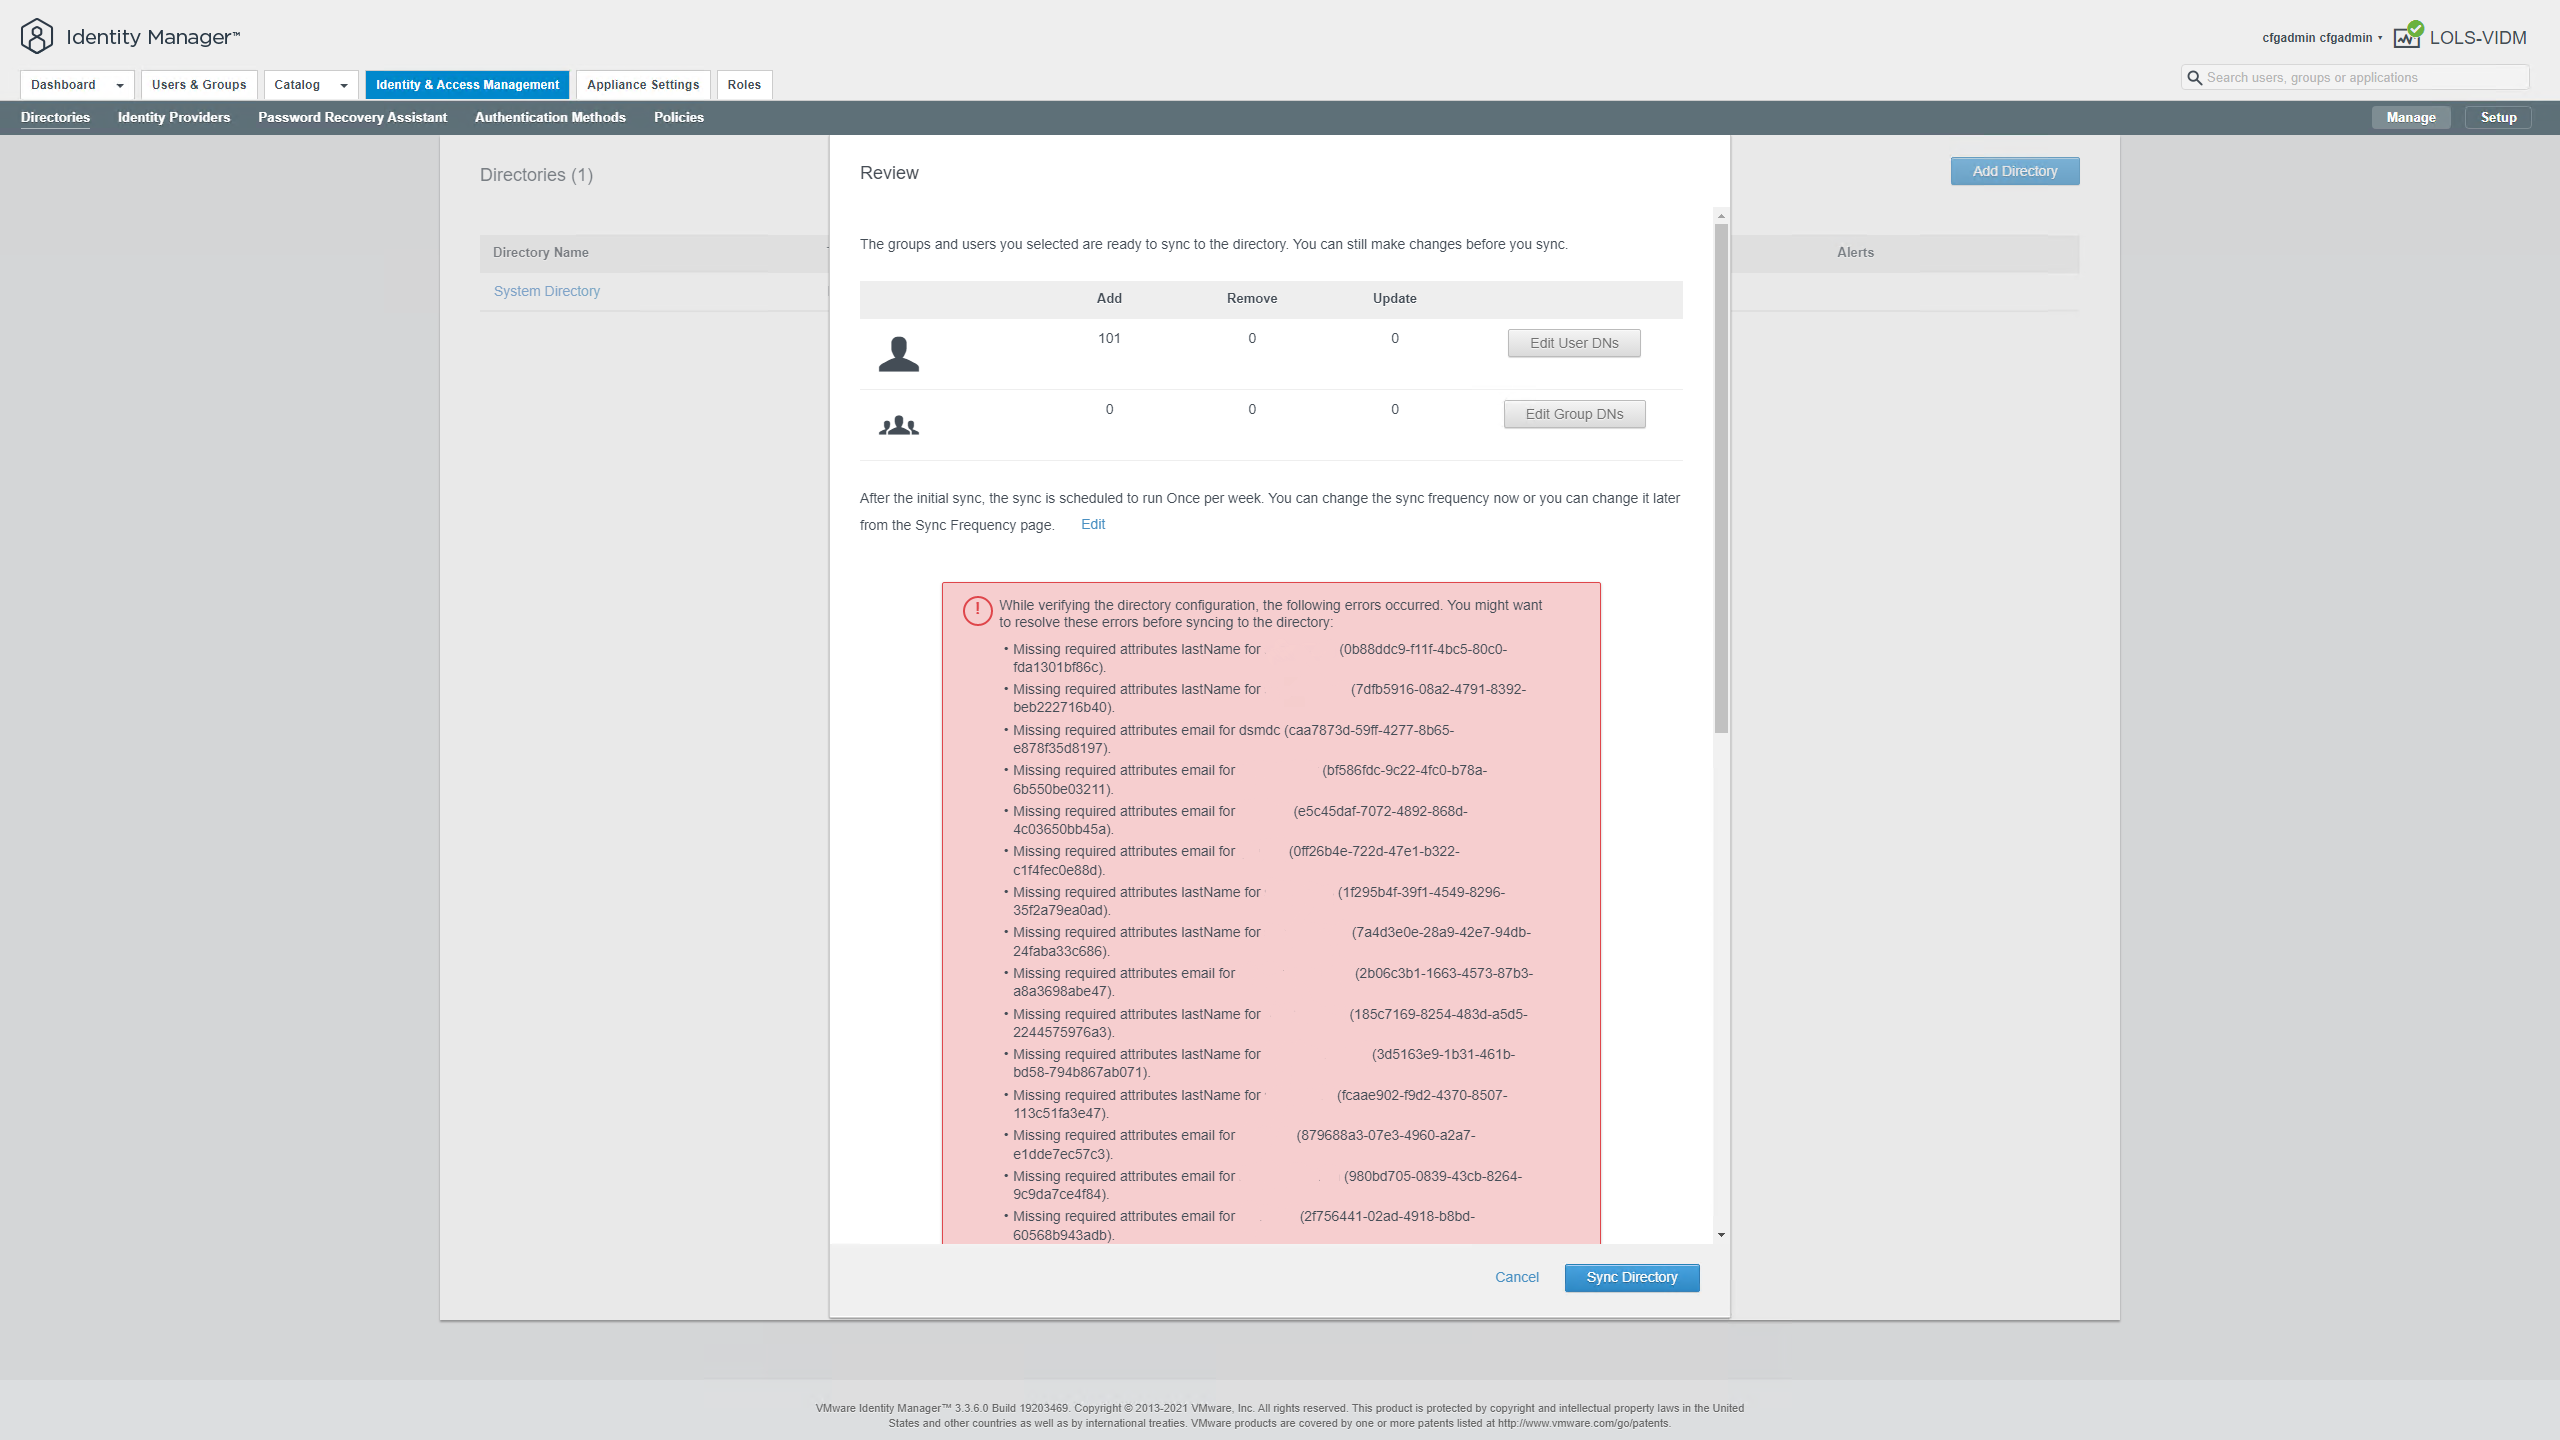 Identity Manager™
cfgadmin cfgadmin
LOLS-VIDM
Dashboard
Users & Groups
Catalog
Identity & Access Management
Appliance Settings
Roles
Search users, groups or applications
Directories
Identity Providers
Password Recovery Assistant
Authentication Methods
Policies
Manage
Setup
Directories (1)
Add Directory
Directory Name
Alerts
System Directory
Review
The groups and users you selected are ready to sync to the directory. You can still make changes before you sync.
Add Remove Update
101 0 0 Edit User DNs
0 0 0 Edit Group DNs
After the initial sync, the sync is scheduled to run Once per week. You can change the sync frequency now or you can change it later
from the Sync Frequency page. Edit
While verifying the directory configuration, the following errors occurred. You might want
to resolve these errors before syncing to the directory:
• Missing required attributes lastName for (0b88ddc9-f11f-4bc5-80c0-
fda1301bf86c).
• Missing required attributes lastName for (7dfb5916-08a2-4791-8392-
beb222716b40).
• Missing required attributes email for dsmdc (caa7873d-59ff-4277-8b65-
e878f35d8197).
• Missing required attributes email for (bf586fdc-9c22-4fc0-b78a-
6b550be03211).
• Missing required attributes email for (e5c45daf-7072-4892-868d-
4c03650bb45a).
• Missing required attributes email for (0ff26b4e-722d-47e1-b322-
c1f4fec0e88d).
• Missing required attributes lastName for (1f295b4f-39f1-4549-8296-
35f2a79ea0ad).
• Missing required attributes lastName for (7a4d3e0e-28a9-42e7-94db-
24faba33c686).
• Missing required attributes email for (2b06c3b1-1663-4573-87b3-
a8a3698abe47).
• Missing required attributes lastName for (185c7169-8254-483d-a5d5-
2244575976a3).
• Missing required attributes lastName for (3d5163e9-1b31-461b-
bd58-794b867ab071).
• Missing required attributes lastName for (fcaae902-f9d2-4370-8507-
113c51fa3e47).
• Missing required attributes email for (879688a3-07e3-4960-a2a7-
e1dde7ec57c3).
• Missing required attributes email for (980bd705-0839-43cb-8264-
9c9da7ce4f84).
• Missing required attributes email for (2f756441-02ad-4918-b8bd-
60568b943adb).
Cancel
Sync Directory
VMware Identity Manager™ 3.3.6.0 Build 19203469. Copyright © 2013-2021 VMware, Inc. All rights reserved. This product is protected by copyright and intellectual property laws in the United
States and other countries as well as by international treaties. VMware products are covered by one or more patents listed at http://www.vmware.com/go/patents.